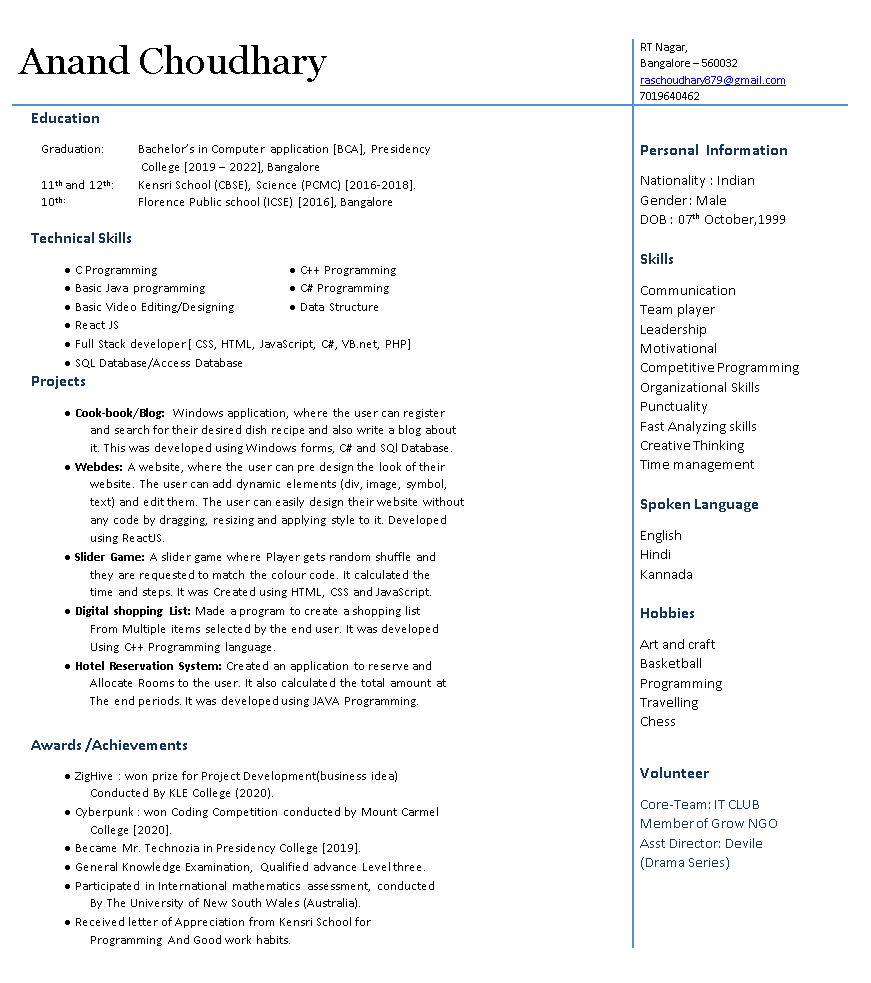 Anand Choudhary
RT Nagar,
Bangalore – 560032
raschoudhary879@gmail.com
7019640462
Education
Graduation: Bachelor's in Computer application [BCA], Presidency
College [2019 – 2022], Bangalore
11th and 12th: Kensri School (CBSE), Science (PCMC) [2016-2018].
10th: Florence Public school (ICSE) [2016], Bangalore
Technical Skills
● C Programming ● C++ Programming
● Basic Java programming ● C# Programming
● Basic Video Editing/Designing ● Data Structure
● React JS
● Full Stack developer [ CSS, HTML, JavaScript, C#, VB.net, PHP]
● SQL Database/Access Database
Projects
● Cook-book/Blog: Windows application, where the user can register
and search for their desired dish recipe and also write a blog about
it. This was developed using Windows forms, C# and SQl Database.
● Webdes: A website, where the user can pre design the look of their
website. The user can add dynamic elements (div, image, symbol,
text) and edit them. The user can easily design their website without
any code by dragging, resizing and applying style to it. Developed
using ReactJS.
● Slider Game: A slider game where Player gets random shuffle and
they are requested to match the colour code. It calculated the
time and steps. It was Created using HTML, CSS and JavaScript.
● Digital shopping List: Made a program to create a shopping list
From Multiple items selected by the end user. It was developed
Using C++ Programming language.
● Hotel Reservation System: Created an application to reserve and
Allocate Rooms to the user. It also calculated the total amount at
The end periods. It was developed using JAVA Programming.
Awards /Achievements
● ZigHive : won prize for Project Development(business idea)
Conducted By KLE College (2020).
● Cyberpunk : won Coding Competition conducted by Mount Carmel
College [2020].
● Became Mr. Technozia in Presidency College [2019].
● General Knowledge Examination, Qualified advance Level three.
● Participated in International mathematics assessment, conducted
By The University of New South Wales (Australia).
● Received letter of Appreciation from Kensri School for
Programming And Good work habits.
Personal Information
Nationality : Indian
Gender : Male
DOB : 07th October,1999
Skills
Communication
Team player
Leadership
Motivational
Competitive Programming
Organizational Skills
Punctuality
Fast Analyzing skills
Creative Thinking
Time management
Spoken Language
English
Hindi
Kannada
Hobbies
Art and craft
Basketball
Programming
Travelling
Chess
Volunteer
Core-Team: IT CLUB
Member of Grow NGO
Asst Director: Devile
(Drama Series)